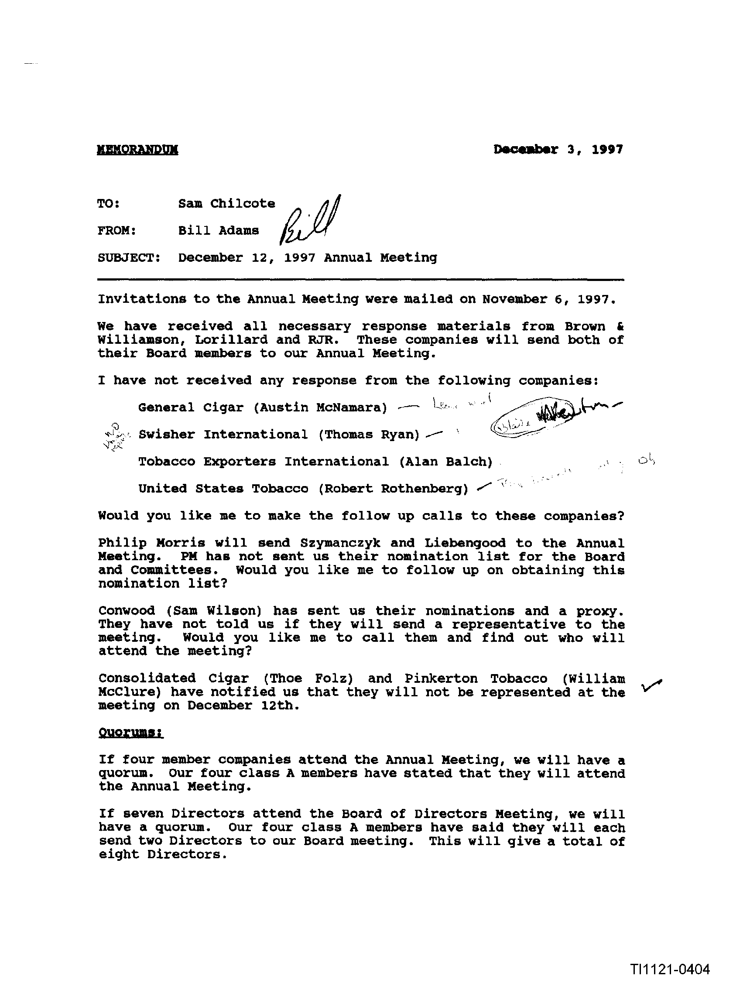 MEMORANDUM December 3, 1997
TO: Sam Chilcote
FROM: Bill Adams Bill
SUBJECT: December 12, 1997 Annual Meeting
Invitations to the Annual Meeting were mailed on November 6, 1997.
We have received all necessary response materials from Brown &
Williamson, Lorillard and RJR. These companies will send both of
their Board members to our Annual Meeting.
I have not received any response from the following companies:
General Cigar (Austin McNamara) —
Swisher International (Thomas Ryan) —
Tobacco Exporters International (Alan Balch)
United States Tobacco (Robert Rothenberg)
Would you like me to make the follow up calls to these companies?
Philip Morris will send Szymanczyk and Liebengood to the Annual
Meeting. PM has not sent us their nomination list for the Board
and Committees. Would you like me to follow up on obtaining this
nomination list?
Conwood (Sam Wilson) has sent us their nominations and a proxy.
They have not told us if they will send a representative to the
meeting. Would you like me to call them and find out who will
attend the meeting?
Consolidated Cigar (Thoe Folz) and Pinkerton Tobacco (William
McClure) have notified us that they will not be represented at the
meeting on December 12th.
Quorums:
If four member companies attend the Annual Meeting, we will have a
quorum. Our four class A members have stated that they will attend
the Annual Meeting.
If seven Directors attend the Board of Directors Meeting, we will
have a quorum. Our four class A members have said they will each
send two Directors to our Board meeting. This will give a total of
eight Directors.
TI1121-0404